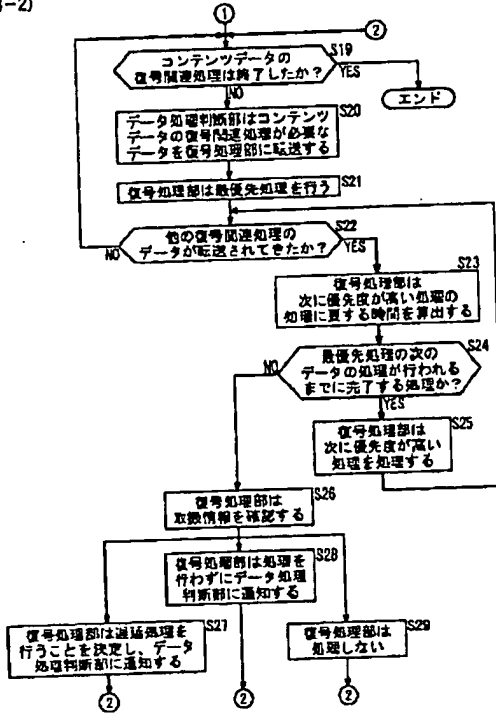 -2)
①
②
コンテンツデータの
復号関連処理は終了したか？
S19
YES
NO
エンド
S20
データ処理判断部はコンテンツ
データの復号関連処理が必要な
データを復号処理部に転送する
S21
復号処理部は最優先処理を行う
S22
他の復号関連処理の
データが転送されてきたか？
NO
YES
S23
復号処理部は
次に優先度が高い処理の
処理に要する時間を算出する
S24
最優先処理の次の
データの処理が行われる
までに完了する処理か？
NO
YES
S25
復号処理部は
次に優先度が高い
処理を処理する
S26
復号処理部は
取扱情報を確認する
S28
復号処理部は処理を
行わずにデータ処理
判断部に通知する
S27
復号処理部は遅延処理を
行うことを決定し、データ
処理判断部に通知する
S29
復号処理部は
処理しない
②
②
②